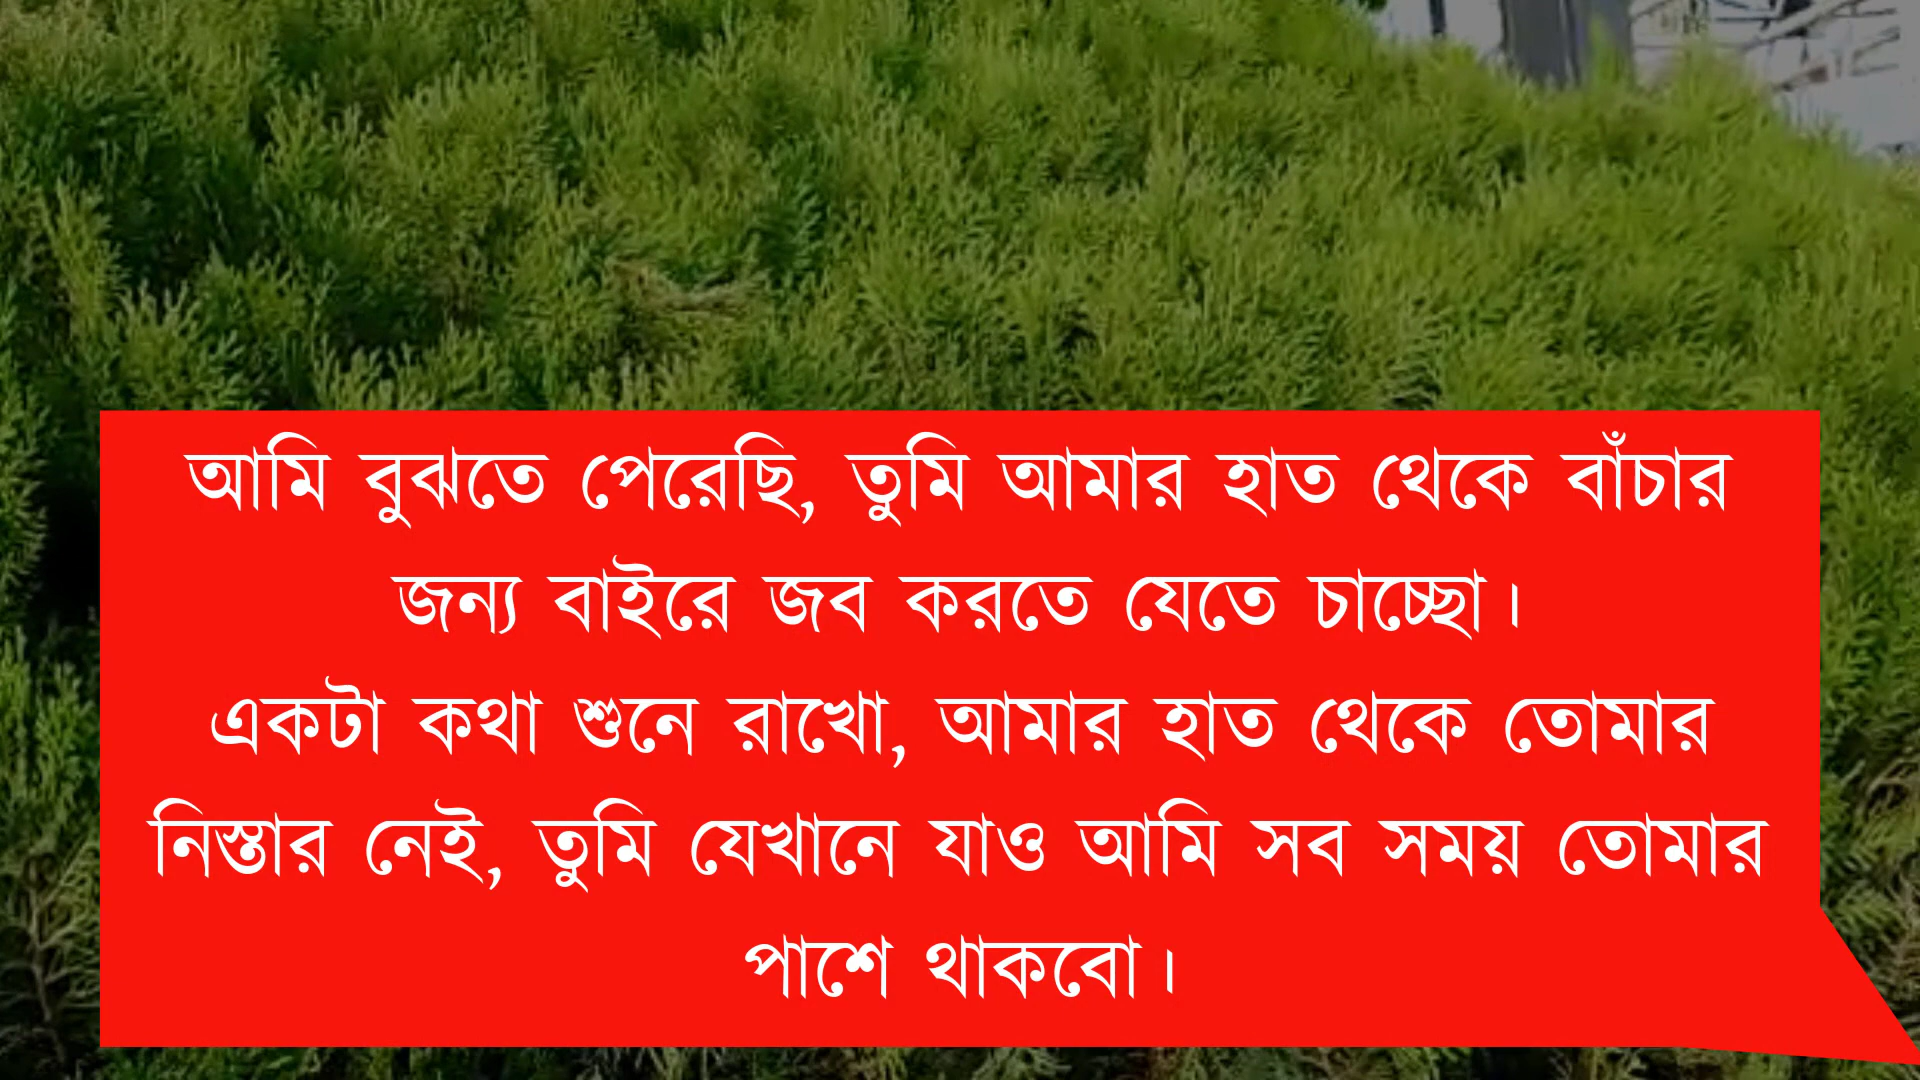 আমি বুঝতে পেরেছি, তুমি আমার হাত থেকে বাঁচার
জন্য বাইরে জব করতে যেতে চাচ্ছো।
একটা কথা শুনে রাখো, আমার হাত থেকে তোমার
নিস্তার নেই, তুমি যেখানে যাও আমি সব সময় তোমার
পাশে থাকবো।